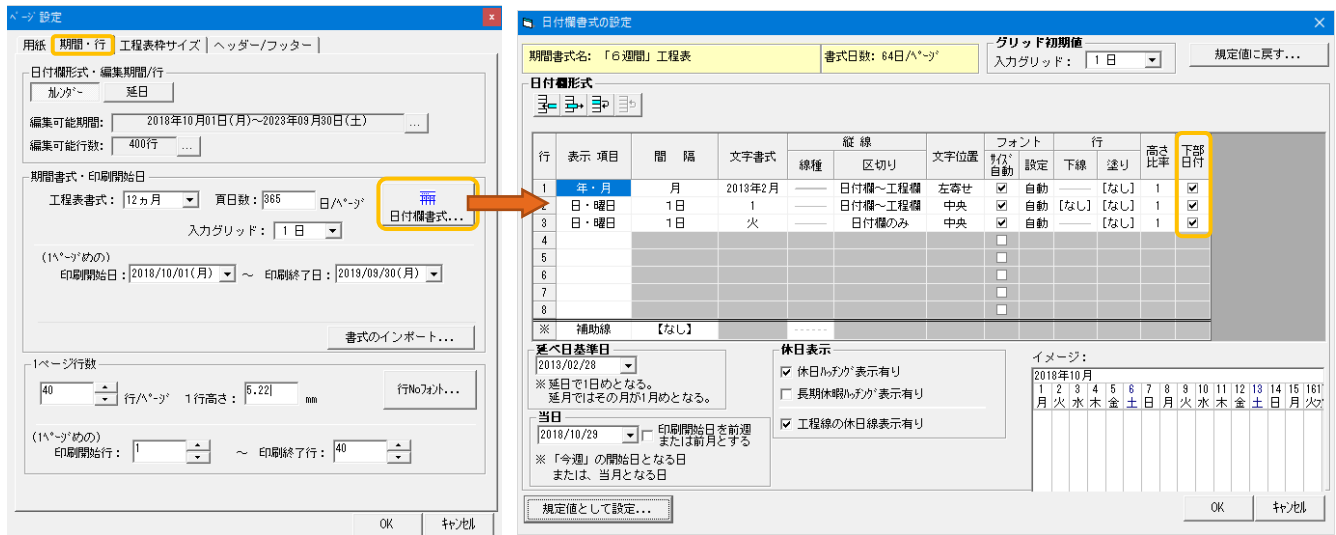 ﾍﾟｰｼﾞ 設定
用紙 期間・行 工程表枠サイズ ヘッダー/フッター
日付欄形式・編集期間/行
ｶﾚﾝﾀﾞｰ 延日
編集可能期間: 2018年10月01日(月)～2023年09月30日(土) ...
編集可能行数: 400行 ...
期間書式・印刷開始日
工程表書式: 12ヵ月 頁日数: 365 日/ﾍﾟｰｼﾞ
日付欄書式...
入力グリッド: 1 日
(1ﾍﾟｰｼﾞめの)
印刷開始日: 2018/10/01(月) ～ 印刷終了日: 2019/09/30(月)
書式のインポート...
1ページ行数
40 行/ﾍﾟｰｼﾞ 1行高さ: 5.22 mm 行Noﾌｫﾝﾄ...
(1ﾍﾟｰｼﾞめの)
印刷開始行: 1 ～ 印刷終了行: 40
OK ｷｬﾝｾﾙ
日付欄書式の設定
期間書式名: 「６週間」工程表 書式日数: 64日/ﾍﾟｰｼﾞ
グリッド初期値
入力グリッド: 1 日
規定値に戻す...
日付欄形式
行 表示 項目 間 隔 文字書式 縦 線 文字位置 フォント 行 高さ比率 下部日付
線種 区切り ｻｲｽﾞ自動 設定 下線 塗り
1 年・月 月 2013年2月 日付欄～工程欄 左寄せ 自動 [なし] 1
2 日・曜日 1日 1 日付欄～工程欄 中央 自動 [なし] [なし] 1
3 日・曜日 1日 火 日付欄のみ 中央 自動 [なし] 1
4
5
6
7
8
※ 補助線 【なし】
延べ日基準日
2013/02/28
※延日で1日めとなる。
延月ではその月が1月めとなる。
当日
2018/10/29 印刷開始日を前週
または前月とする
※「今週」の開始日となる日
または、当月となる日
休日表示
休日ﾊｯﾁﾝｸﾞ表示有り
長期休暇ﾊｯﾁﾝｸﾞ表示有り
工程線の休日線表示有り
イメージ:
2018年10月
1 2 3 4 5 6 7 8 9 10 11 12 13 14 15 16
月 火 水 木 金 土 日 月 火 水 木 金 土 日 月 火
規定値として設定...
OK ｷｬﾝｾﾙ